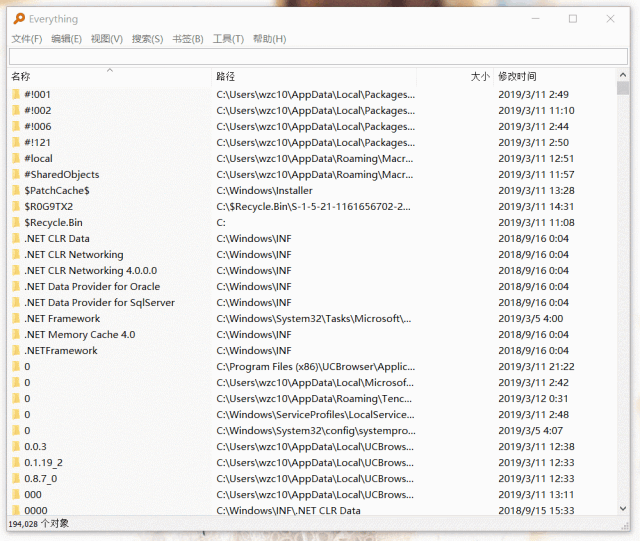 Everything
文件(F) 编辑(E) 视图(V) 搜索(S) 书签(B) 工具(T) 帮助(H)
名称 路径 大小 修改时间
#!001 C:\Users\wzc10\AppData\Local\Packages... 2019/3/11 2:49
#!002 C:\Users\wzc10\AppData\Local\Packages... 2019/3/11 11:10
#!006 C:\Users\wzc10\AppData\Local\Packages... 2019/3/11 2:44
#!121 C:\Users\wzc10\AppData\Local\Packages... 2019/3/11 2:50
#local C:\Users\wzc10\AppData\Roaming\Macr... 2019/3/11 12:51
#SharedObjects C:\Users\wzc10\AppData\Roaming\Macr... 2019/3/11 11:57
$PatchCache$ C:\Windows\Installer 2019/3/11 13:28
$R0G9TX2 C:\$Recycle.Bin\S-1-5-21-1161656702-2... 2019/3/11 14:31
$Recycle.Bin C: 2019/3/11 11:08
.NET CLR Data C:\Windows\INF 2018/9/16 0:04
.NET CLR Networking C:\Windows\INF 2018/9/16 0:04
.NET CLR Networking 4.0.0.0 C:\Windows\INF 2018/9/16 0:04
.NET Data Provider for Oracle C:\Windows\INF 2018/9/16 0:04
.NET Data Provider for SqlServer C:\Windows\INF 2018/9/16 0:04
.NET Framework C:\Windows\System32\Tasks\Microsoft\... 2019/3/5 4:00
.NET Memory Cache 4.0 C:\Windows\INF 2018/9/16 0:04
.NETFramework C:\Windows\INF 2018/9/16 0:04
0 C:\Program Files (x86)\UCBrowser\Applic... 2019/3/11 21:22
0 C:\Users\wzc10\AppData\Local\Microsof... 2019/3/11 2:42
0 C:\Users\wzc10\AppData\Roaming\Tenc... 2019/3/12 0:31
0 C:\Windows\ServiceProfiles\LocalService... 2019/3/11 2:48
0 C:\Windows\System32\config\systempro... 2019/3/5 4:07
0.0.3 C:\Users\wzc10\AppData\Local\UCBrows... 2019/3/11 12:38
0.1.19_2 C:\Users\wzc10\AppData\Local\UCBrows... 2019/3/11 12:33
0.8.7_0 C:\Users\wzc10\AppData\Local\UCBrows... 2019/3/11 12:33
000 C:\Users\wzc10\AppData\Local\UCBrows... 2019/3/11 13:11
0000 C:\Windows\INF\.NET CLR Data 2018/9/15 15:33
194,028 个对象